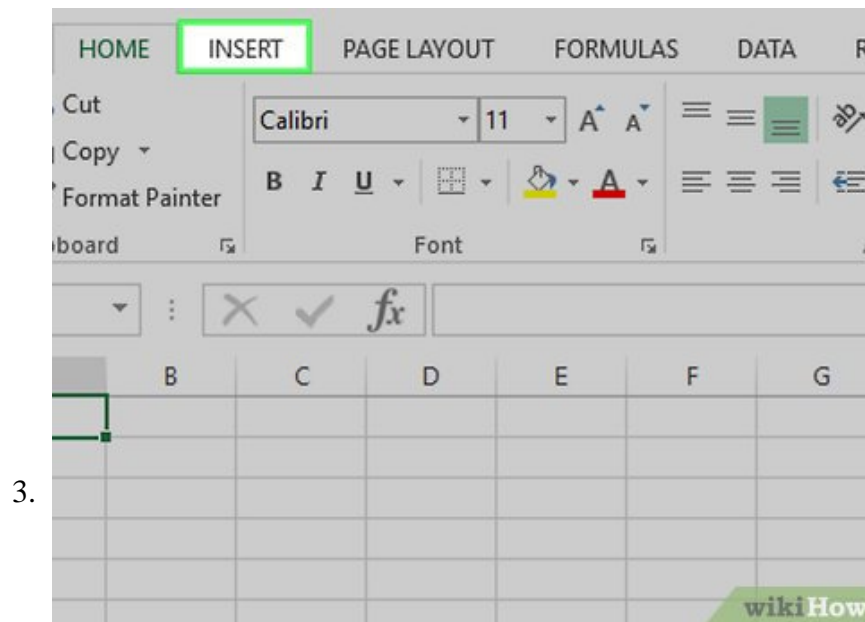 HOME INSERT PAGE LAYOUT FORMULAS DATA
Cut
Calibri 11 A A
Copy
B I U A
Format Painter
Font
fx
B C D E F G
3.
wikiHow